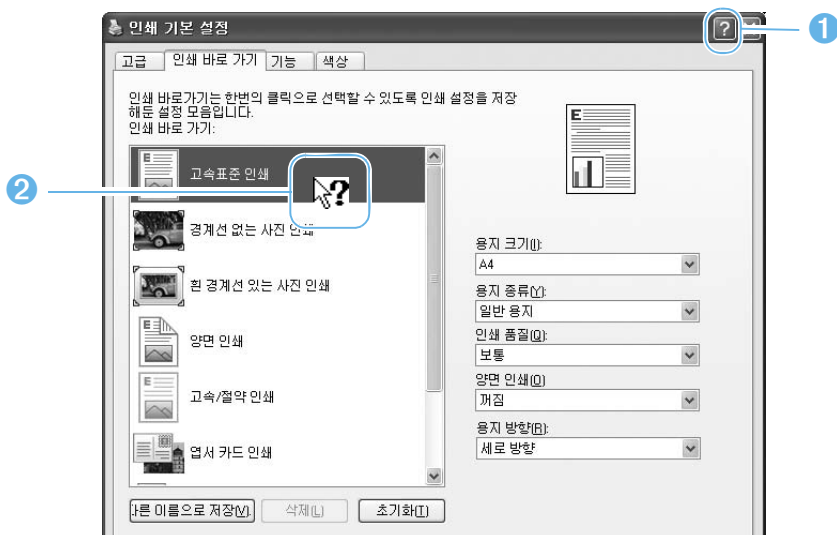 인쇄 기본 설정
?
1
고급
인쇄 바로 가기
기능
색상
인쇄 바로가기는 한번의 클릭으로 선택할 수 있도록 인쇄 설정을 저장
해둔 설정 모음입니다.
인쇄 바로 가기:
E
고속표준 인쇄
?
2
경계선 없는 사진 인쇄
흰 경계선 있는 사진 인쇄
E
양면 인쇄
E
고속/절약 인쇄
엽서 카드 인쇄
E
용지 크기(I):
A4
용지 종류(Y):
일반 용지
인쇄 품질(Q):
보통
양면 인쇄(O)
꺼짐
용지 방향(R):
세로 방향
다른 이름으로 저장(V).
삭제(L)
초기화(T)